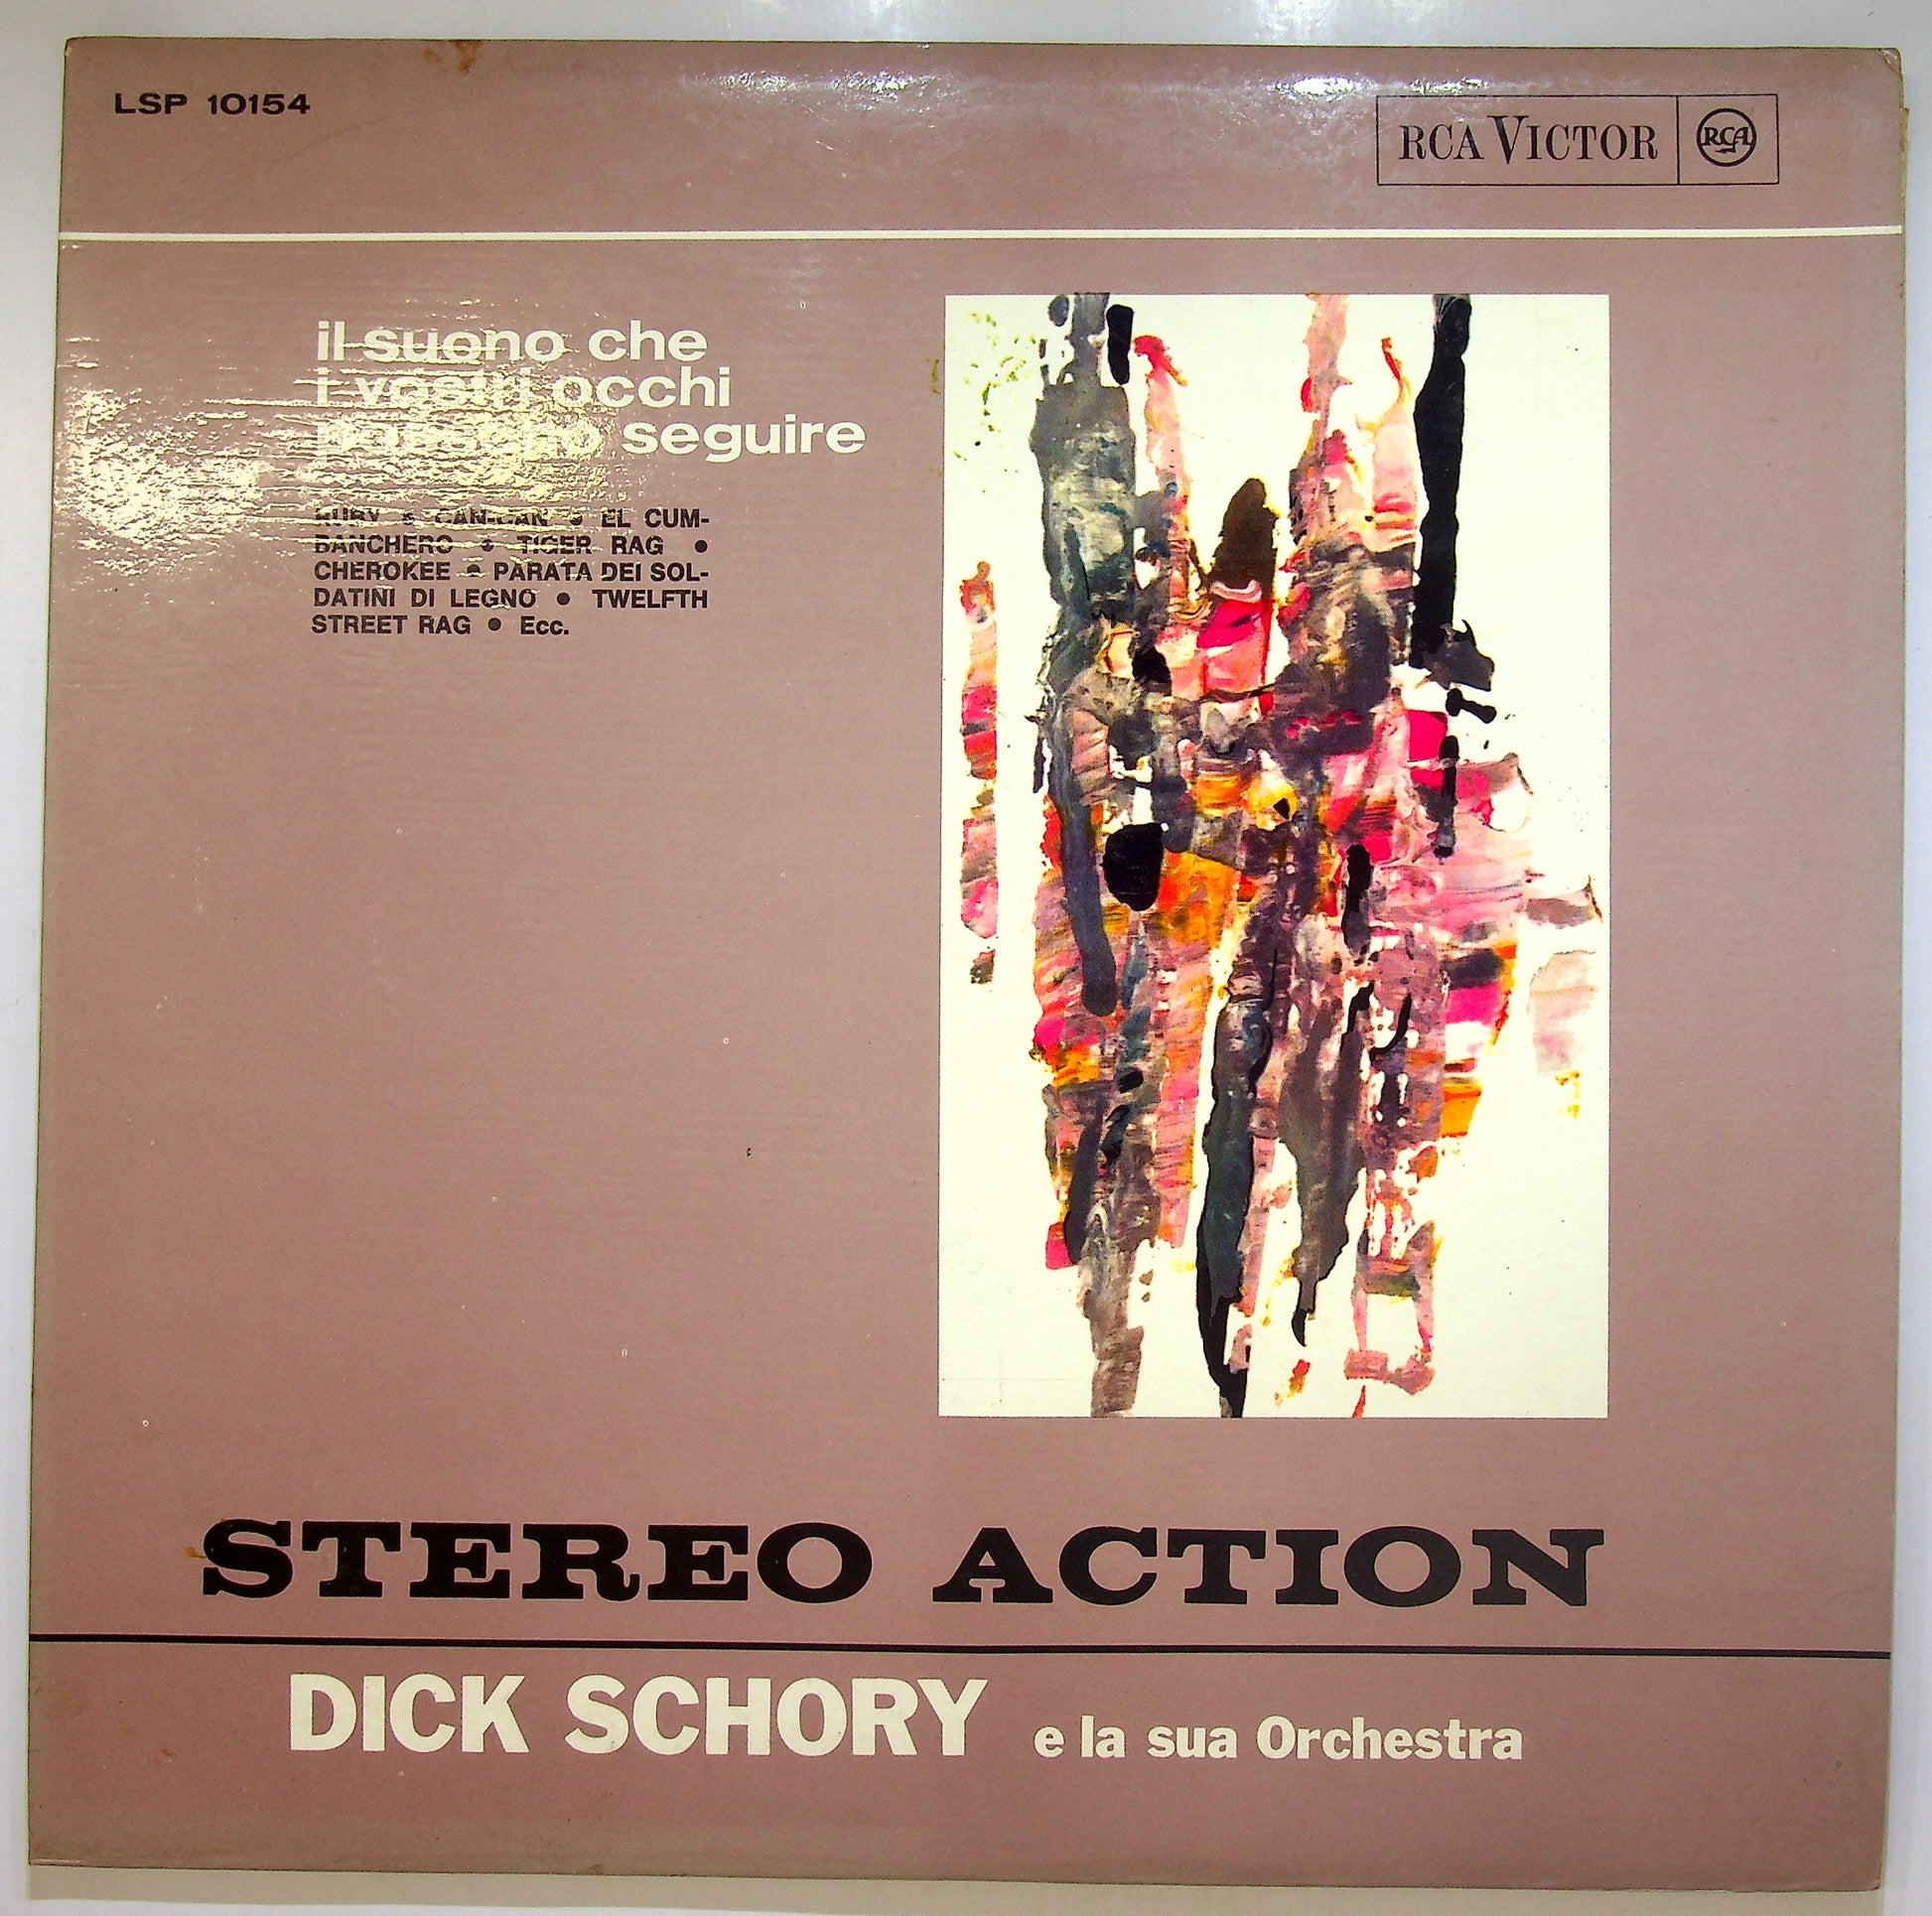 LSP 10154
RCA VICTOR RCA
il suono che
i vostri occhi
possono seguire
RUBY • CAN-CAN • EL CUM-
BANCHERO • TIGER RAG •
CHEROKEE • PARATA DEI SOL-
DATINI DI LEGNO • TWELFTH
STREET RAG • Ecc.
STEREO ACTION
DICK SCHORY e la sua Orchestra